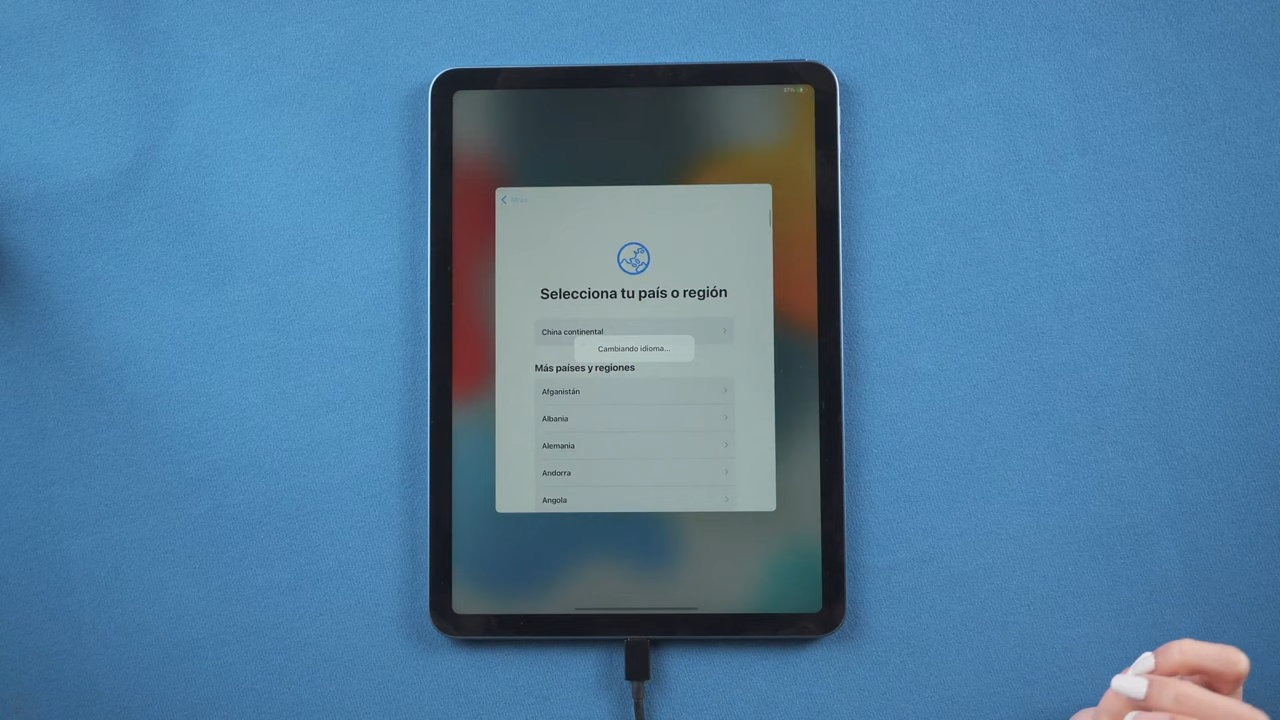 Selecciona tu país o región
China continental
Cambiando idioma...
Más países y regiones
Afganistán
Albania
Alemania
Andorra
Angola